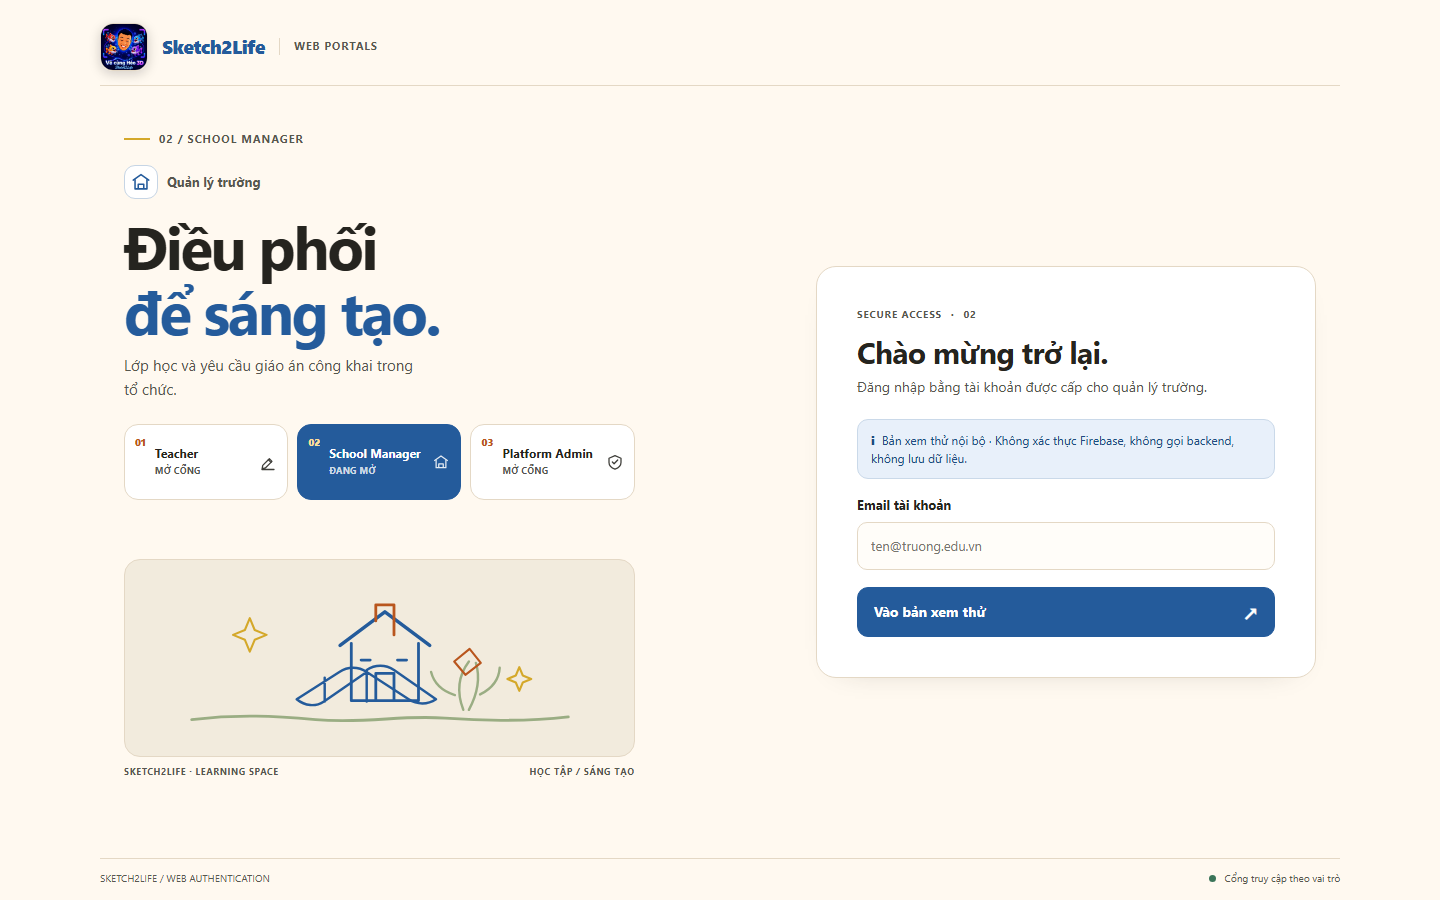 Sketch2Life
WEB PORTALS
02 / SCHOOL MANAGER
Quản lý trường
Điều phối
để sáng tạo.
Lớp học và yêu cầu giáo án công khai trong
tổ chức.
01
Teacher
MỞ CỔNG
02
School Manager
ĐANG MỞ
03
Platform Admin
MỞ CỔNG
SKETCH2LIFE · LEARNING SPACE
HỌC TẬP / SÁNG TẠO
SECURE ACCESS · 02
Chào mừng trở lại.
Đăng nhập bằng tài khoản được cấp cho quản lý trường.
i Bản xem thử nội bộ · Không xác thực Firebase, không gọi backend,
không lưu dữ liệu.
Email tài khoản
ten@truong.edu.vn
Vào bản xem thử
SKETCH2LIFE / WEB AUTHENTICATION
Cổng truy cập theo vai trò